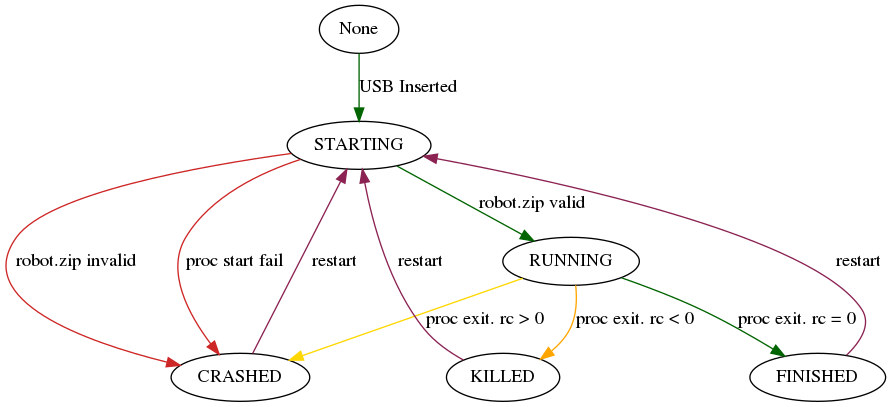 None
USB Inserted
STARTING
robot.zip valid
robot.zip invalid
proc start fail
restart
restart
RUNNING
restart
proc exit. rc > 0
proc exit. rc < 0
proc exit. rc = 0
CRASHED
KILLED
FINISHED